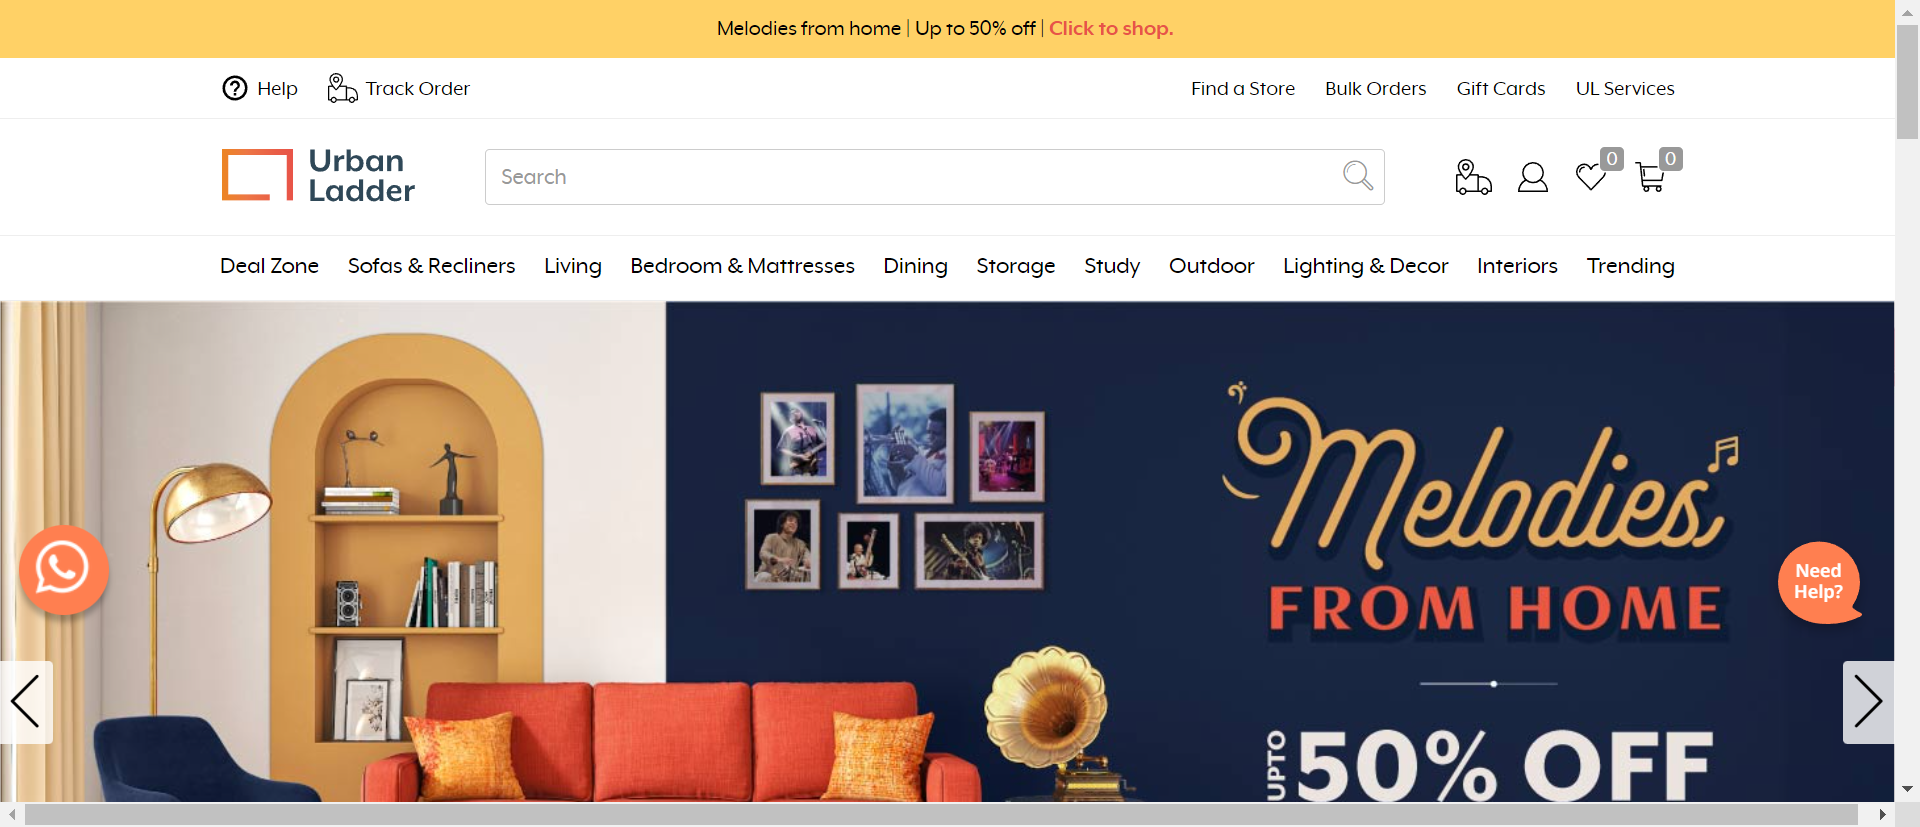 Melodies from home | Up to 50% off | Click to shop.
Help Track Order Find a Store Bulk Orders Gift Cards UL Services
Urban
Ladder
Search
0 0
Deal Zone Sofas & Recliners Living Bedroom & Mattresses Dining Storage Study Outdoor Lighting & Decor Interiors Trending
Melodies
FROM HOME
Need
Help?
UPTO 50% OFF